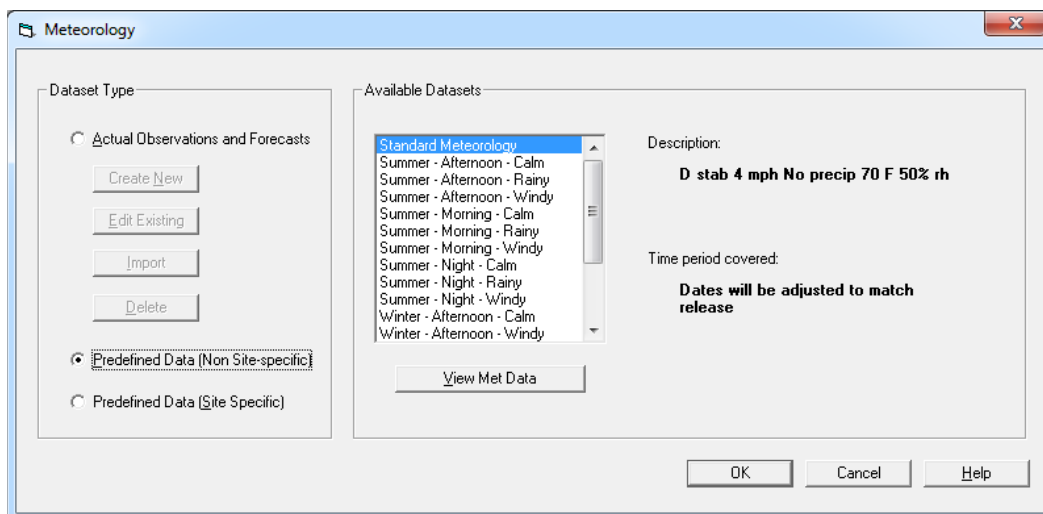 Meteorology
Dataset Type
Actual Observations and Forecasts
Create New
Edit Existing
Import
Delete
Predefined Data (Non Site-specific)
Predefined Data (Site Specific)
Available Datasets
Standard Meteorology
Summer - Afternoon - Calm
Summer - Afternoon - Rainy
Summer - Afternoon - Windy
Summer - Morning - Calm
Summer - Morning - Rainy
Summer - Morning - Windy
Summer - Night - Calm
Summer - Night - Rainy
Summer - Night - Windy
Winter - Afternoon - Calm
Winter - Afternoon - Windy
View Met Data
Description:
D stab 4 mph No precip 70 F 50% rh
Time period covered:
Dates will be adjusted to match
release
OK
Cancel
Help